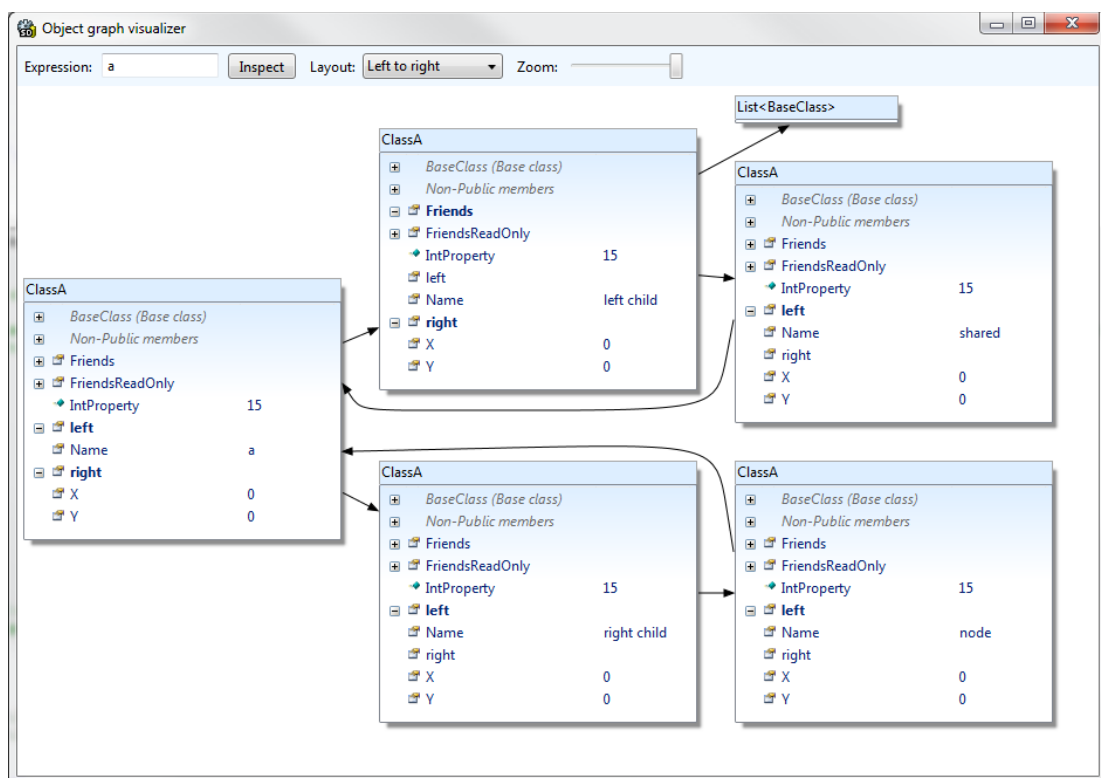 Object graph visualizer
Expression: a Inspect Layout: Left to right Zoom:
List<BaseClass>
ClassA
BaseClass (Base class)
Non-Public members
Friends
FriendsReadOnly
IntProperty 15
left
Name left child
right
X 0
Y 0
ClassA
BaseClass (Base class)
Non-Public members
Friends
FriendsReadOnly
IntProperty 15
left
Name shared
right
X 0
Y 0
ClassA
BaseClass (Base class)
Non-Public members
Friends
FriendsReadOnly
IntProperty 15
left
Name a
right
X 0
Y 0
ClassA
BaseClass (Base class)
Non-Public members
Friends
FriendsReadOnly
IntProperty 15
left
Name right child
right
X 0
Y 0
ClassA
BaseClass (Base class)
Non-Public members
Friends
FriendsReadOnly
IntProperty 15
left
Name node
right
X 0
Y 0